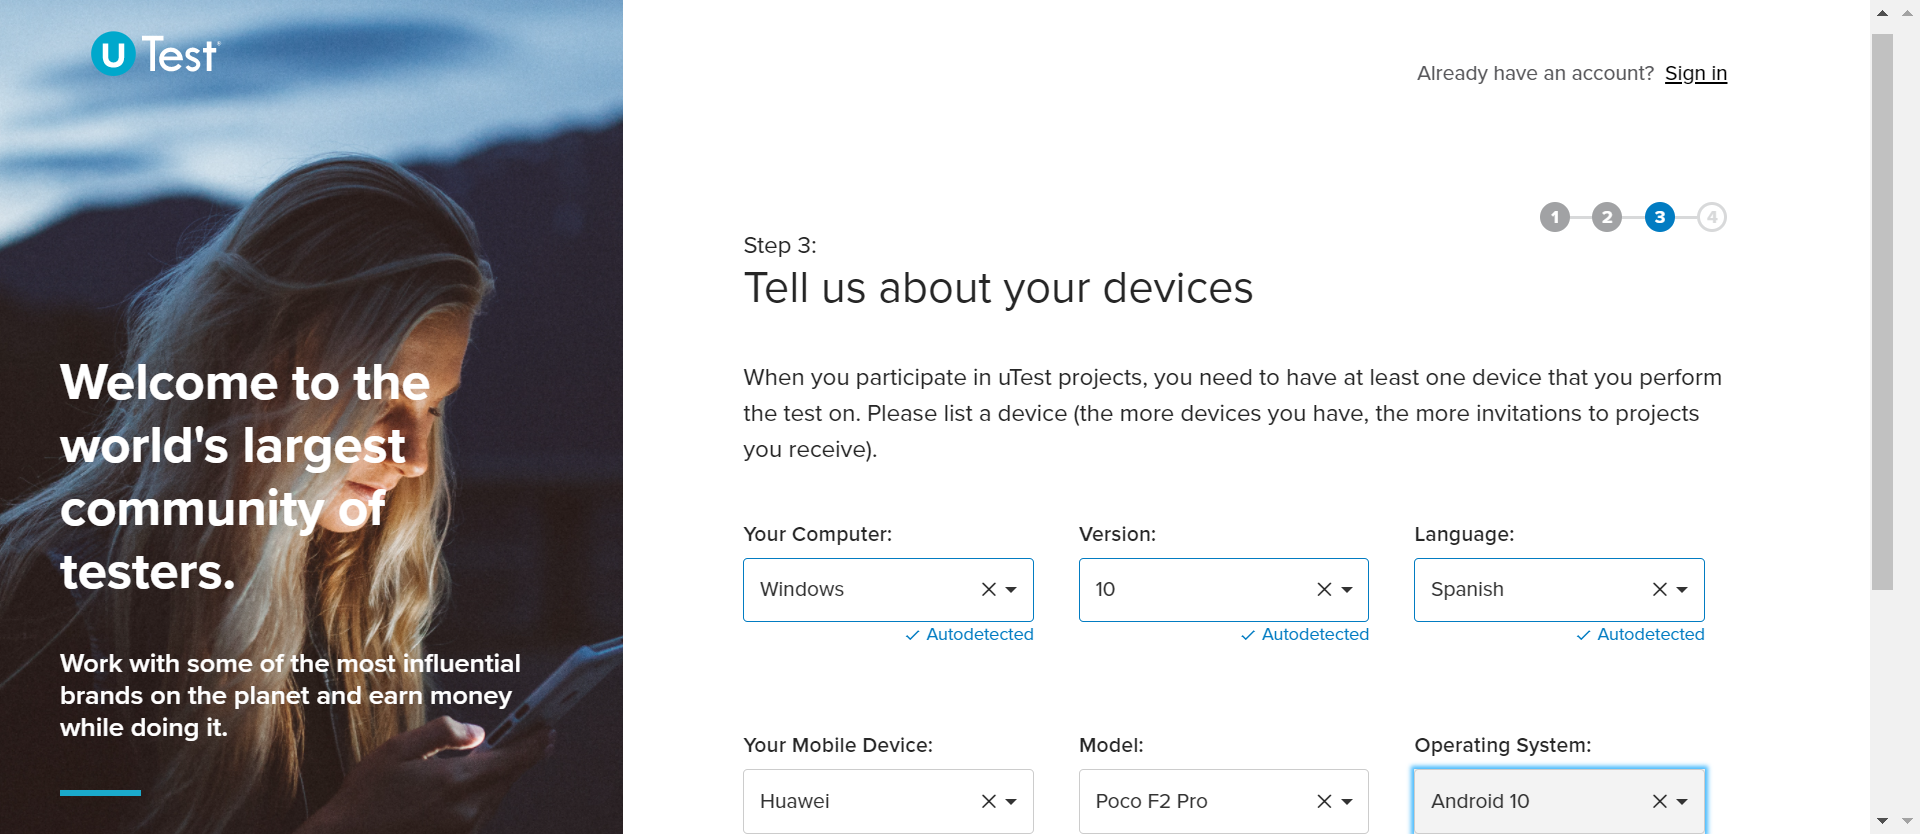 u Test
Already have an account? Sign in
1 2 3 4
Step 3:
Tell us about your devices
Welcome to the
world's largest
community of
testers.
Work with some of the most influential
brands on the planet and earn money
while doing it.
When you participate in uTest projects, you need to have at least one device that you perform
the test on. Please list a device (the more devices you have, the more invitations to projects
you receive).
Your Computer: Version: Language:
Windows 10 Spanish
Autodetected Autodetected Autodetected
Your Mobile Device: Model: Operating System:
Huawei Poco F2 Pro Android 10